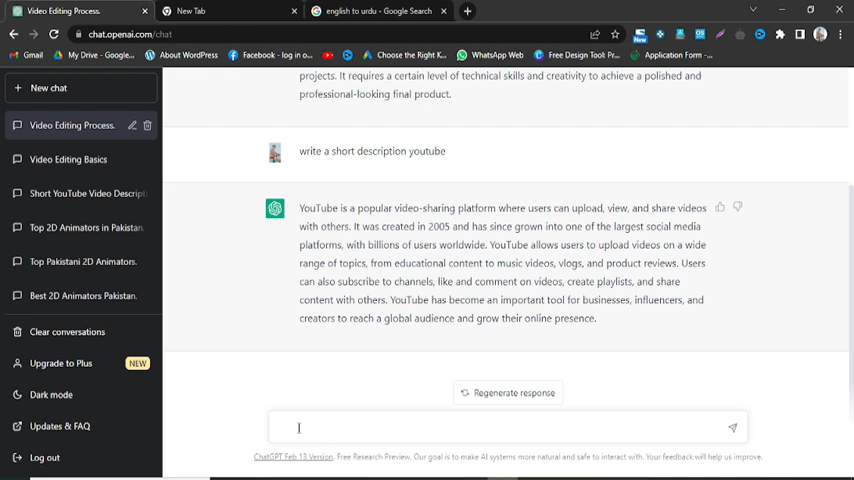 Video Editing Process.
New Tab
english to urdu - Google Search
chat.openai.com/chat
New
Gmail
My Drive - Google...
About WordPress
Facebook - log in o...
Choose the Right K...
WhatsApp Web
Free Design Tool: Pr...
Application Form -...
New chat
Video Editing Process.
Video Editing Basics
Short YouTube Video Descript
Top 2D Animators in Pakistan.
Top Pakistani 2D Animators.
Best 2D Animators Pakistan.
Clear conversations
Upgrade to Plus
NEW
Dark mode
Updates & FAQ
Log out
projects. It requires a certain level of technical skills and creativity to achieve a polished and
professional-looking final product.
write a short description youtube
YouTube is a popular video-sharing platform where users can upload, view, and share videos
with others. It was created in 2005 and has since grown into one of the largest social media
platforms, with billions of users worldwide. YouTube allows users to upload videos on a wide
range of topics, from educational content to music videos, vlogs, and product reviews. Users
can also subscribe to channels, like and comment on videos, create playlists, and share
content with others. YouTube has become an important tool for businesses, influencers, and
creators to reach a global audience and grow their online presence.
Regenerate response
ChatGPT Feb 13 Version. Free Research Preview. Our goal is to make AI systems more natural and safe to interact with. Your feedback will help us improve.